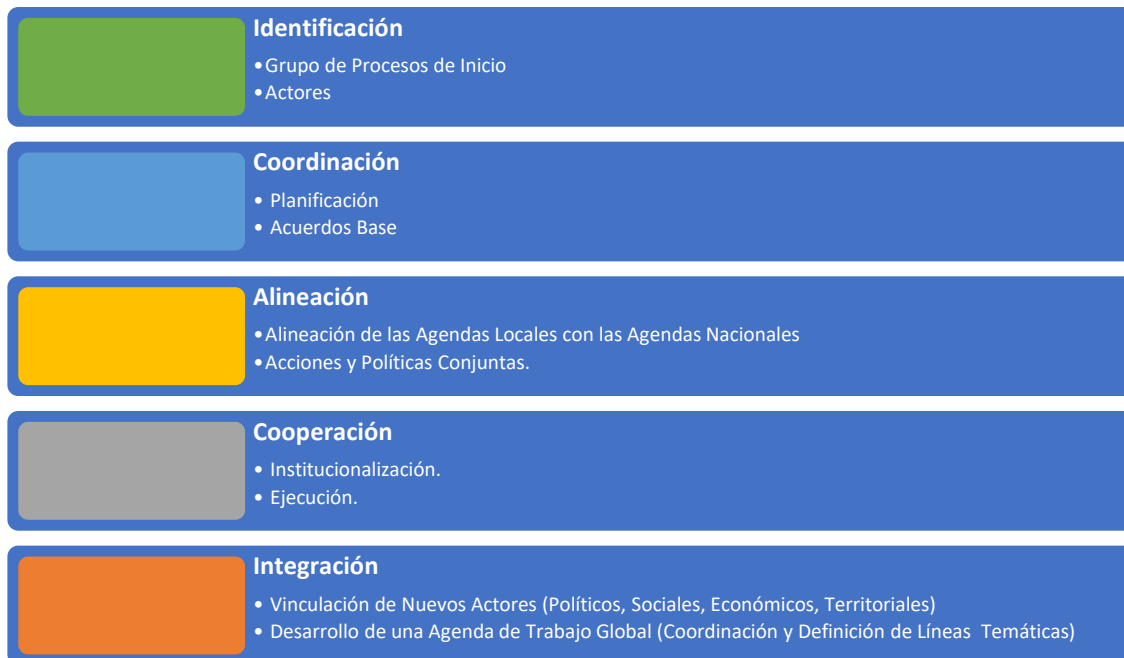 Identificación
•Grupo de Procesos de Inicio
•Actores
Coordinación
• Planificación
• Acuerdos Base
Alineación
•Alineación de las Agendas Locales con las Agendas Nacionales
•Acciones y Políticas Conjuntas.
Cooperación
• Institucionalización.
• Ejecución.
Integración
• Vinculación de Nuevos Actores (Políticos, Sociales, Económicos, Territoriales)
• Desarrollo de una Agenda de Trabajo Global (Coordinación y Definición de Líneas Temáticas)